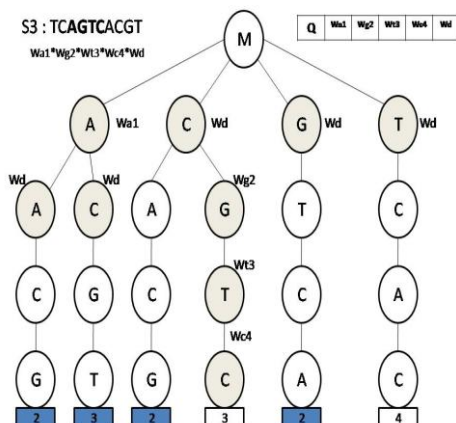 S3 : TCAGTCACGT
Wa1*Wg2*Wt3*Wc4*Wd
Q Wa1 Wg2 Wt3 Wc4 Wd
M
A Wa1 C Wd G Wd T Wd
Wd Wd Wg2
A C A G T C
Wt3
C G C T C A
Wc4
G T G C A C
2 3 2 3 2 4